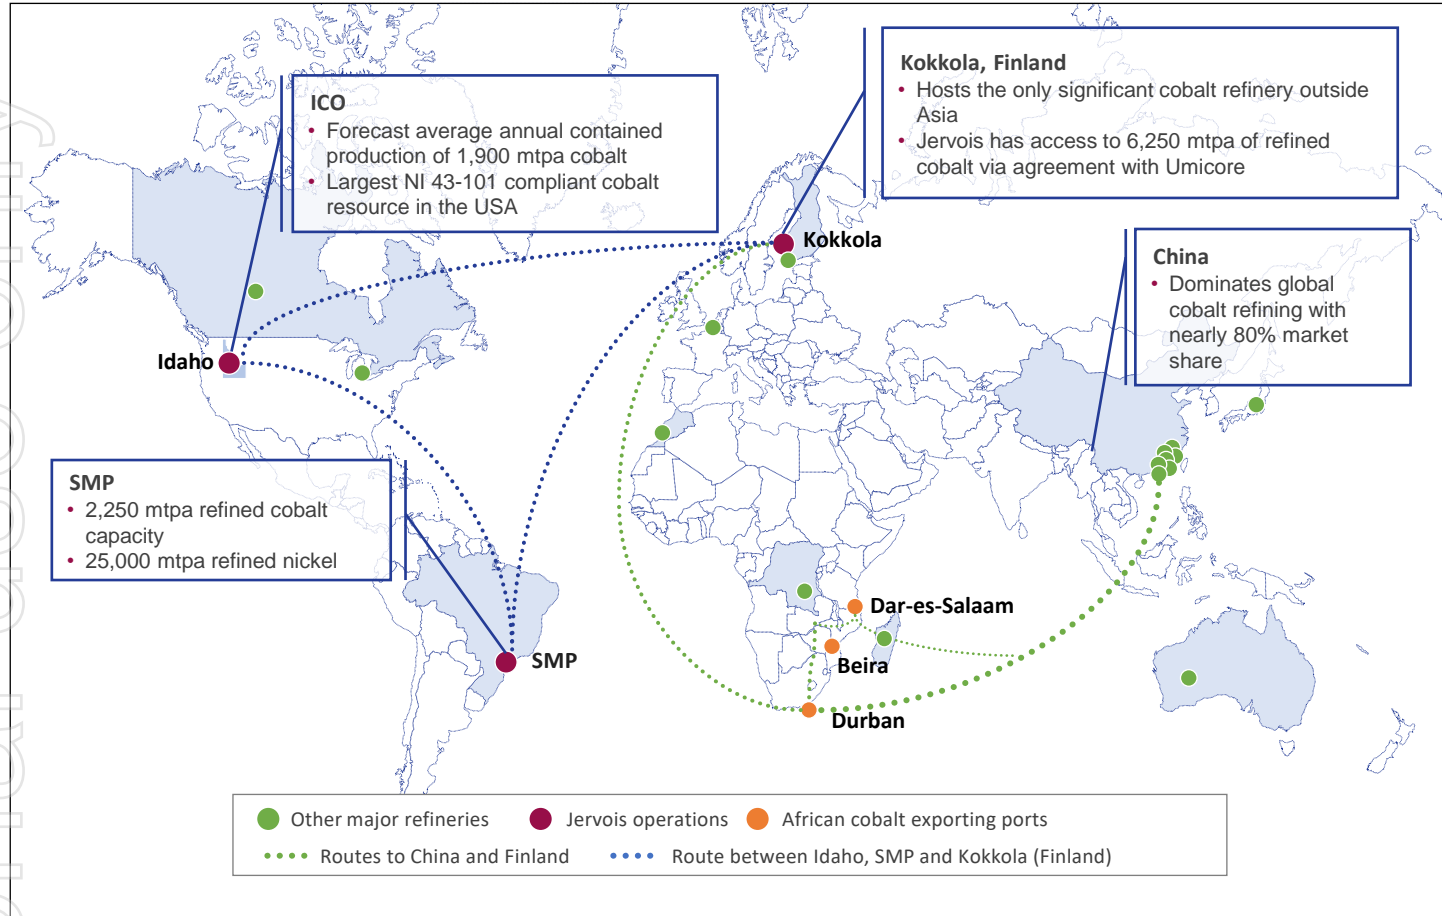 Kokkola, Finland
• Hosts the only significant cobalt refinery outside
Asia
• Jervois has access to 6,250 mtpa of refined
cobalt via agreement with Umicore
ICO
• Forecast average annual contained
production of 1,900 mtpa cobalt
• Largest NI 43-101 compliant cobalt
resource in the USA
Kokkola
China
• Dominates global
cobalt refining with
nearly 80% market
share
Idaho
SMP
• 2,250 mtpa refined cobalt
capacity
• 25,000 mtpa refined nickel
Dar-es-Salaam
Beira
SMP
Durban
Other major refineries
Jervois operations
African cobalt exporting ports
Routes to China and Finland
Route between Idaho, SMP and Kokkola (Finland)